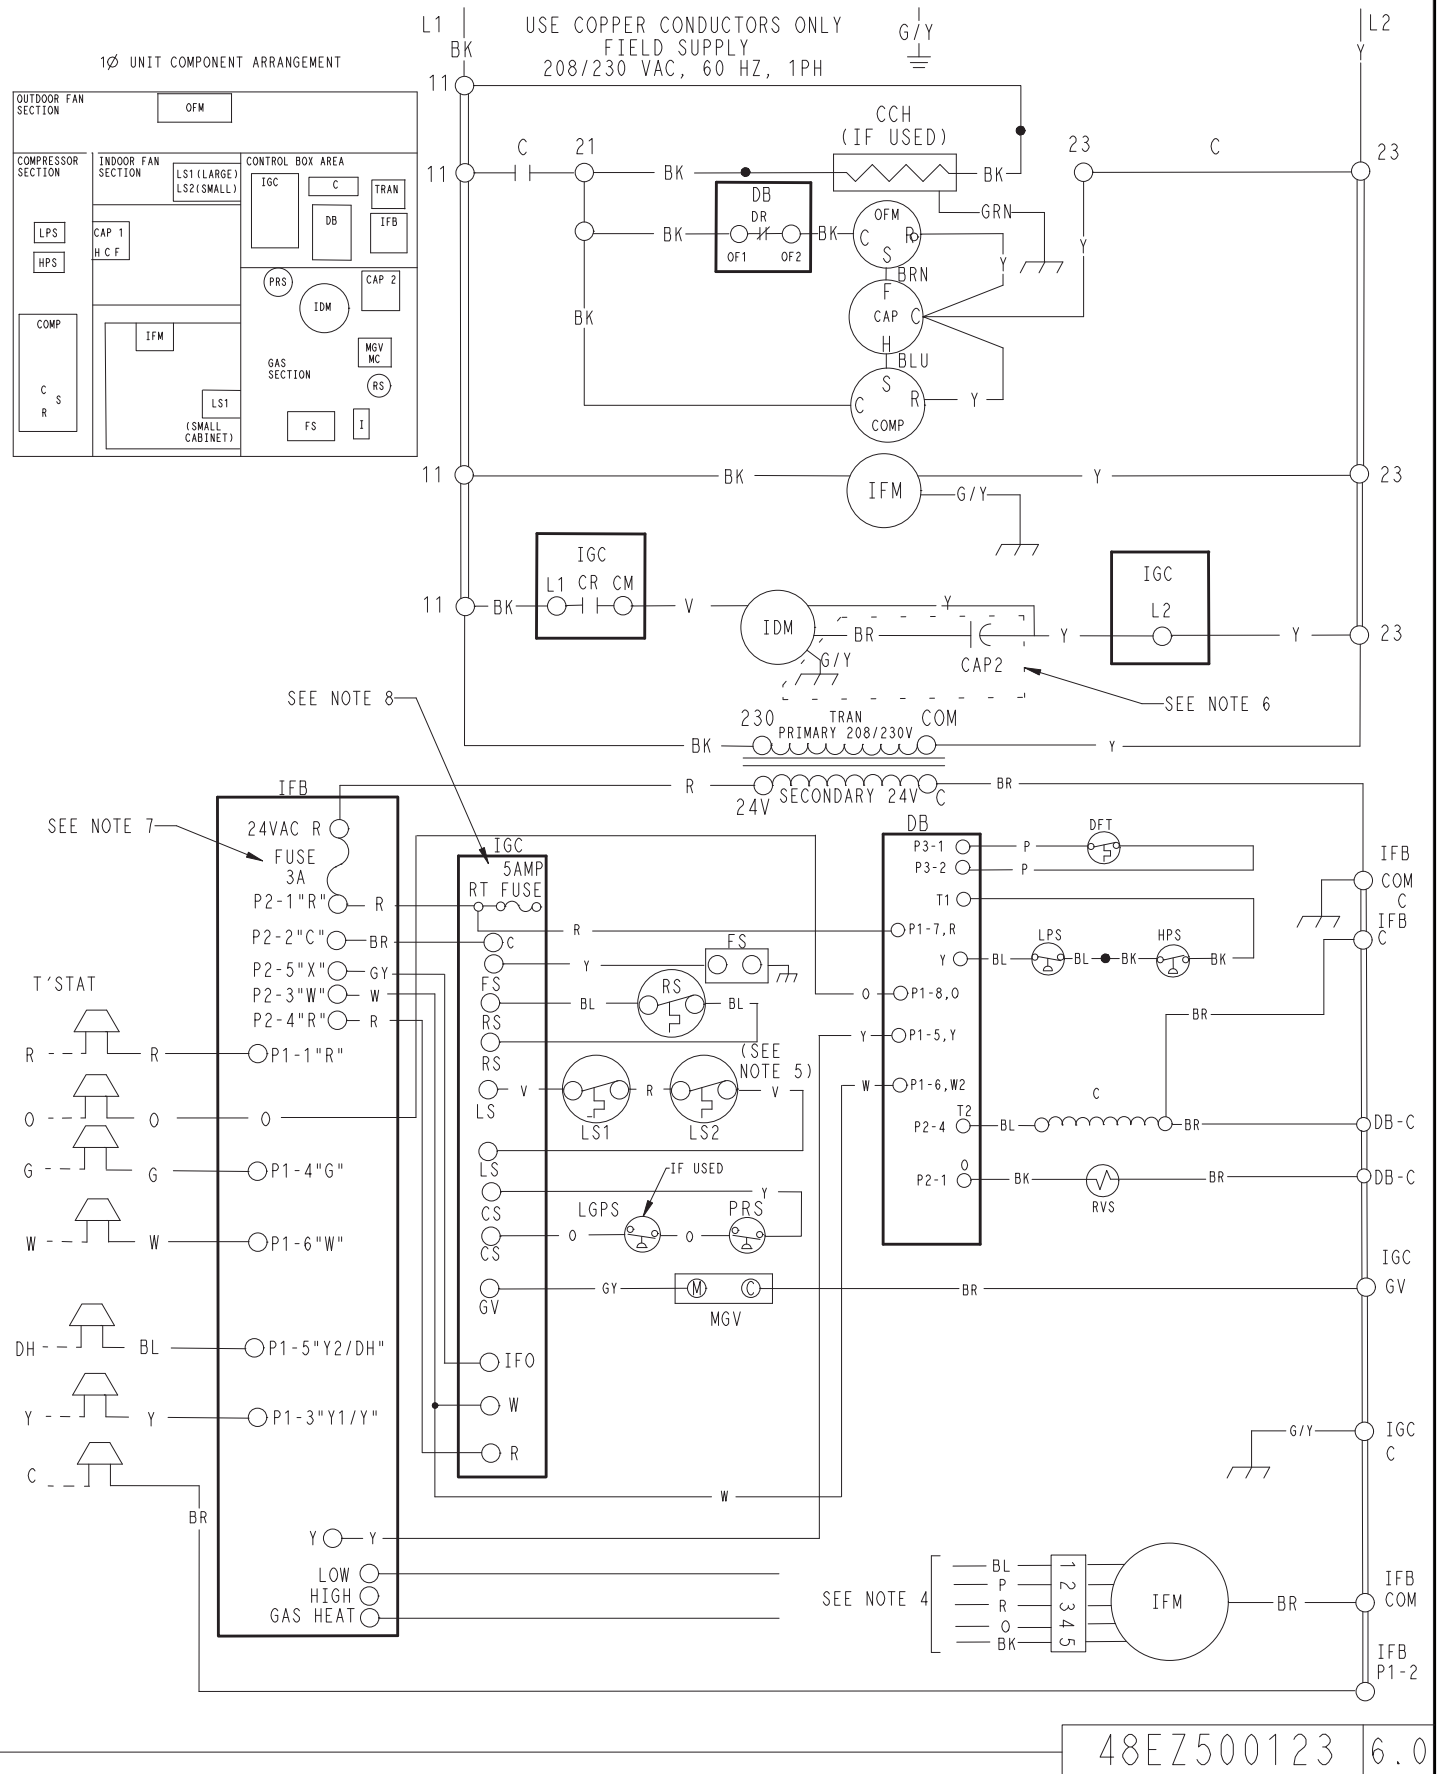 L1
BK
USE COPPER CONDUCTORS ONLY
FIELD SUPPLY
208/230 VAC, 60 HZ, 1PH
G/Y
L2
Y
1Ø UNIT COMPONENT ARRANGEMENT
OUTDOOR FAN
SECTION
OFM
COMPRESSOR
SECTION
INDOOR FAN
SECTION
LS1(LARGE)
LS2(SMALL)
CONTROL BOX AREA
IGC
C
TRAN
DB
IFB
LPS
HPS
CAP 1
H C F
PRS
CAP 2
IDM
COMP
C
S
R
IFM
MGV
MC
GAS
SECTION
RS
LS1
(SMALL
CABINET)
FS
I
11
11
C
21
BK
CCH
(IF USED)
BK
23
C
23
DB
DR
OF1
OF2
BK
BK
OFM
C
R
S
GRN
BRN
Y
Y
F
CAP C
H
BK
BLU
S
C
R
COMP
Y
11
BK
IFM
G/Y
Y
23
IGC
L1 CR CM
11
BK
V
IDM
Y
BR
G/Y
CAP2
Y
IGC
L2
Y
23
SEE NOTE 6
SEE NOTE 8
230
TRAN
PRIMARY 208/230V
COM
BK
Y
R
24V
SECONDARY 24V
C
BR
IFB
SEE NOTE 7
24VAC R
FUSE
3A
P2-1"R"
R
P2-2"C"
BR
P2-5"X"
GY
P2-3"W"
W
P2-4"R"
R
T'STAT
R
R
P1-1"R"
O
O
O
G
G
P1-4"G"
W
W
P1-6"W"
DH
BL
P1-5"Y2/DH"
Y
Y
P1-3"Y1/Y"
C
BR
Y
Y
LOW
HIGH
GAS HEAT
IGC
5AMP
RT FUSE
R
C
FS
Y
FS
RS
BL
RS
BL
RS
(SEE
NOTE 5)
LS
V
LS1
R
LS2
V
LS
CS
Y
IF USED
LGPS
PRS
CS
O
O
GV
GY
M
C
MGV
BR
IFO
W
R
W
DB
P3-1
P
DFT
P3-2
P
T1
P1-7,R
Y
BL
LPS
BL
BK
HPS
BK
O
P1-8,O
Y
P1-5,Y
W
P1-6,W2
BR
T2
P2-4
BL
C
BR
O
P2-1
BK
RVS
BR
IFB
COM
C
IFB
C
DB-C
DB-C
IGC
GV
G/Y
IGC
C
SEE NOTE 4
BL
P
R
O
BK
1
2
3
4
5
IFM
BR
IFB
COM
IFB
P1-2
48EZ500123
6.0